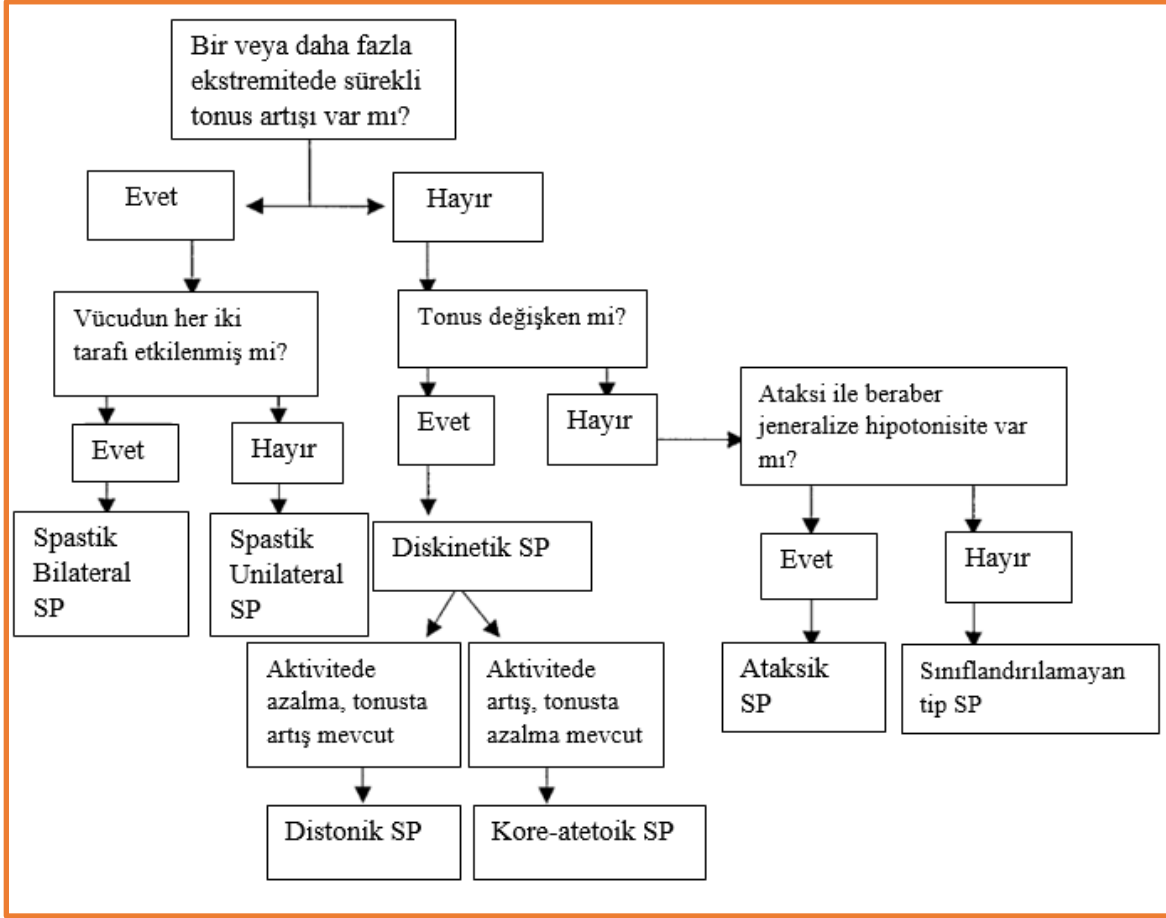 Bir veya daha fazla
ekstremitede sürekli
tonus artışı var mı?
Evet
Hayır
Vücudun her iki
tarafı etkilenmiş mi?
Tonus değişken mi?
Evet
Hayır
Evet
Hayır
Ataksi ile beraber
jeneralize hipotonisite var
mı?
Spastik
Bilateral
SP
Spastik
Unilateral
SP
Diskinetik SP
Evet
Hayır
Aktivitede
azalma, tonusta
artış mevcut
Aktivitede
artış, tonusta
azalma mevcut
Ataksik
SP
Sınıflandırılamayan
tip SP
Distonik SP
Kore-atetoik SP